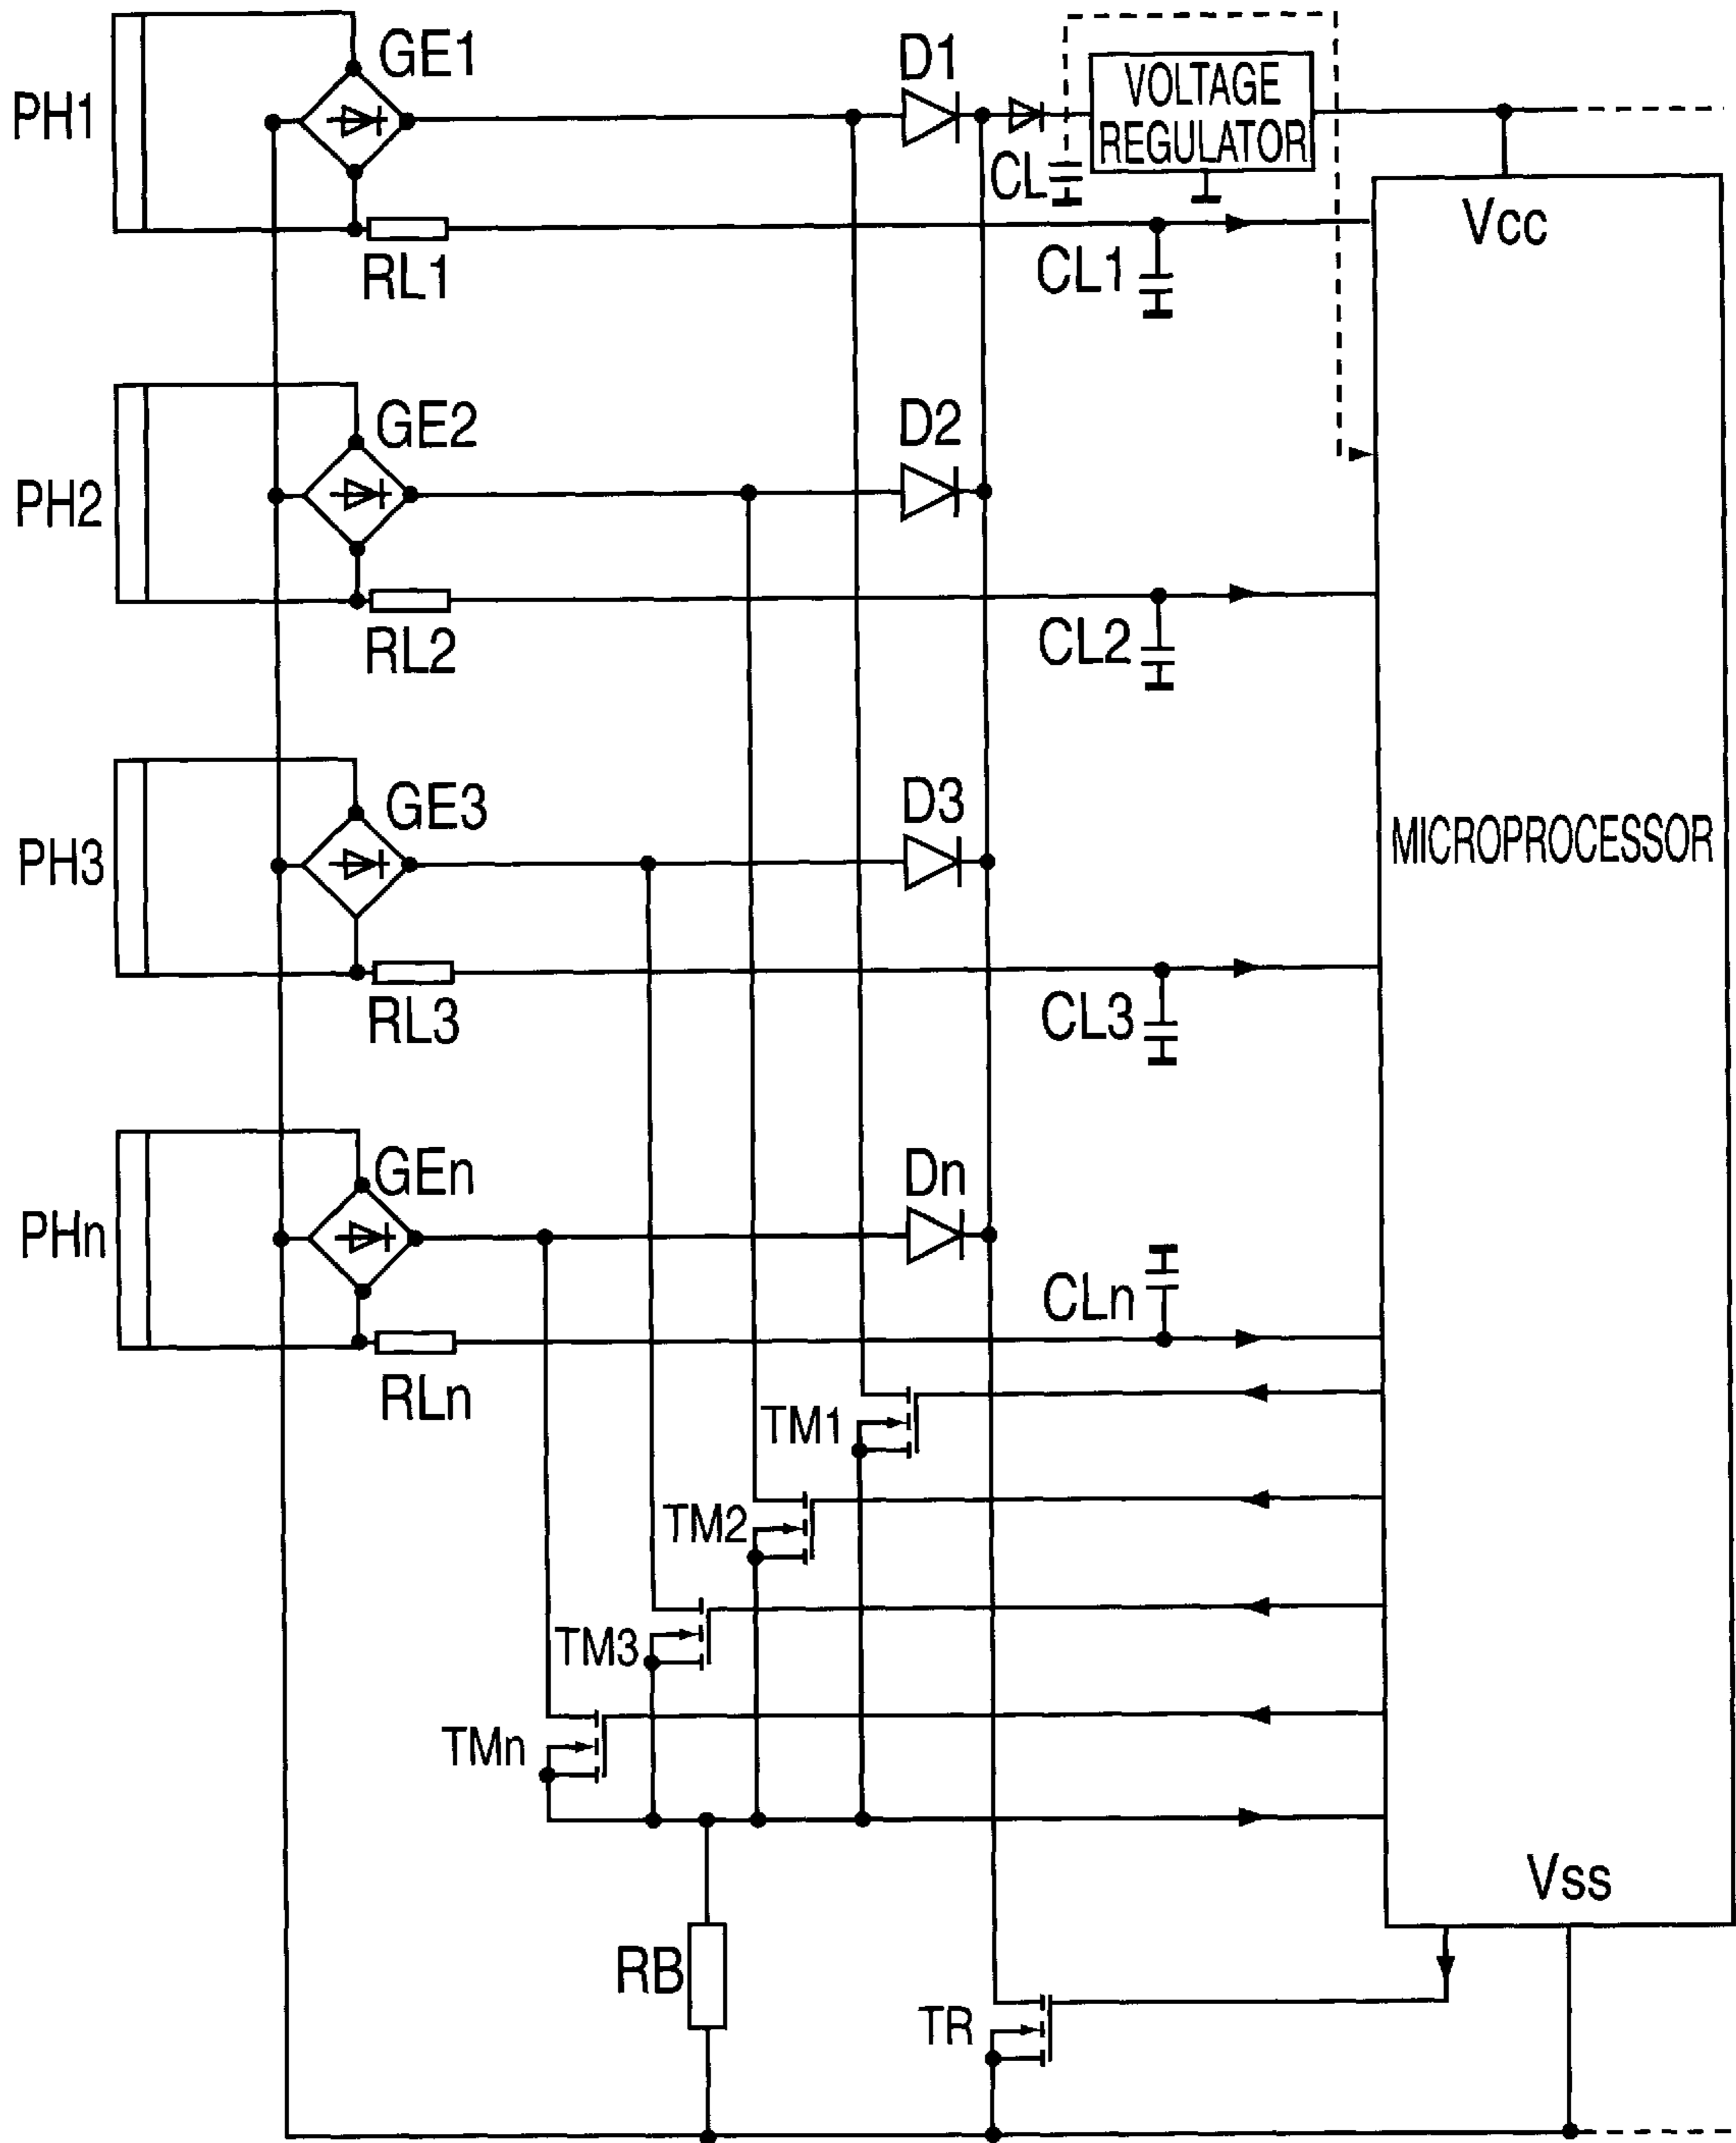 GE1
D1
VOLTAGE
REGULATOR
PH1
CL
Vcc
RL1
CL1
GE2
D2
PH2
RL2
CL2
GE3
D3
PH3
MICROPROCESSOR
RL3
CL3
GEn
Dn
PHn
CLn
RLn
TM1
TM2
TM3
TMn
Vss
RB
TR